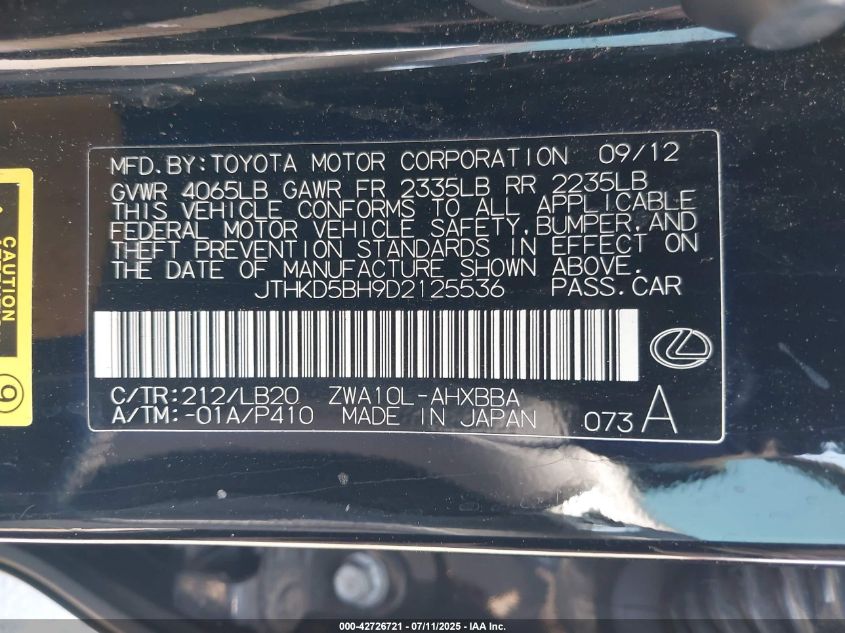 MFD.BY:TOYOTA MOTOR CORPORATION 09/12
GVWR 4065LB GAWR FR 2335LB RR 2235LB
THIS VEHICLE CONFORMS TO ALL APPLICABLE
FEDERAL MOTOR VEHICLE SAFETY,BUMPER,AND
THEFT PREVENTION STANDARDS IN EFFECT ON
THE DATE OF MANUFACTURE SHOWN ABOVE.
JTHKD5BH9D2125536 PASS.CAR
C/TR:212/LB20 ZWA10L-AHXBBA
A/TM:-01A/P410 MADE IN JAPAN 073 A
CAUTION
9
000-42726721 - 07/11/2025 - IAA Inc.